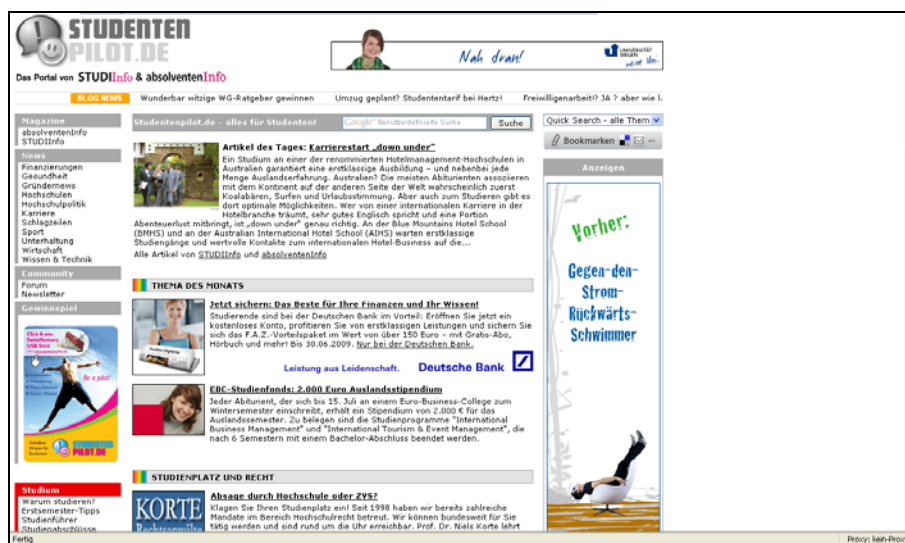 STUDENTEN
PILOT.DE
Das Portal von STUDIInfo & absolventenInfo
Nah dran!
UNIVERSITÄT
SIEGEN
BLOG NEWS
Wunderbar witzige WG-Ratgeber gewinnen
Umzug geplant? Studententarif bei Hertz!
Freiwilligenarbeit!? JA ? aber wie l.
Magazine
absolventenInfo
STUDIInfo
News
Finanzierungen
Gesundheit
Gründernews
Hochschulen
Hochschulpolitik
Karriere
Schlagzeilen
Sport
Unterhaltung
Wirtschaft
Wissen & Technik
Community
Forum
Newsletter
Gewinnspiel
Be a pilot!
STUDENTEN
PILOT.DE
Studium
Warum studieren?
Erstsemester-Tipps
Studienführer
Studienabschlüsse
Studentenpilot.de - alles für Studenten!
Google Benutzerdefinierte Suche
Suche
Artikel des Tages: Karrierestart „down under"
Ein Studium an einer der renommierten Hotelmanagement-Hochschulen in
Australien garantiert eine erstklassige Ausbildung – und nebenbei jede
Menge Auslandserfahrung. Australien? Die meisten Abiturienten assoziieren
mit dem Kontinent auf der anderen Seite der Welt wahrscheinlich zuerst
Koalabären, Surfen und Urlaubsstimmung. Aber auch zum Studieren gibt es
dort optimale Möglichkeiten. Wer von einer internationalen Karriere in der
Hotelbranche träumt, sehr gutes Englisch spricht und eine Portion
Abenteuerlust mitbringt, ist „down under" genau richtig. An der Blue Mountains Hotel School
(BMHS) und an der Australian International Hotel School (AIHS) warten erstklassige
Studiengänge und wertvolle Kontakte zum internationalen Hotel-Business auf die...
Alle Artikel von STUDIInfo und absolventenInfo
THEMA DES MONATS
Jetzt sichern: Das Beste für Ihre Finanzen und Ihr Wissen!
Studierende sind bei der Deutschen Bank im Vorteil: Eröffnen Sie jetzt ein
kostenloses Konto, profitieren Sie von erstklassigen Leistungen und sichern Sie
sich das F.A.Z.-Vorteilspaket im Wert von über 150 Euro – mit Gratis-Abo,
Hörbuch und mehr! Bis 30.06.2009. Nur bei der Deutschen Bank.
Leistung aus Leidenschaft. Deutsche Bank
EBC-Studienfonds: 2.000 Euro Auslandsstipendium
Jeder Abiturient, der sich bis 15. Juli an einem Euro-Business-College zum
Wintersemester einschreibt, erhält ein Stipendium von 2.000 € für das
Auslandssemester. Zu belegen sind die Studienprogramme "International
Business Management" und "International Tourism & Event Management", die
nach 6 Semestern mit einem Bachelor-Abschluss beendet werden.
STUDIENPLATZ UND RECHT
KORTE
Rechtsanwälte
Absage durch Hochschule oder ZVS?
Klagen Sie Ihren Studienplatz ein! Seit 1998 haben wir bereits zahlreiche
Mandate im Bereich Hochschulrecht betreut. Wir können bundesweit für Sie
tätig werden und sind rund um die Uhr erreichbar. Prof. Dr. Niels Korte lehrt
Quick Search - alle Them
Bookmarken
Anzeigen
Vorher:
Gegen-den-
Strom-
Rückwärts-
Schwimmer
Fertig
Proxy: kein-Prox